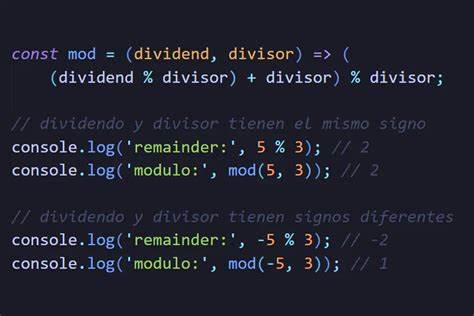 const mod = (dividend, divisor) => (
(dividend % divisor) + divisor) % divisor;
// dividendo y divisor tienen el mismo signo
console.log('remainder:', 5 % 3); // 2
console.log('modulo:', mod(5, 3)); // 2
// dividendo y divisor tienen signos diferentes
console.log('remainder:', -5 % 3); // -2
console.log('modulo:', mod(-5, 3)); // 1